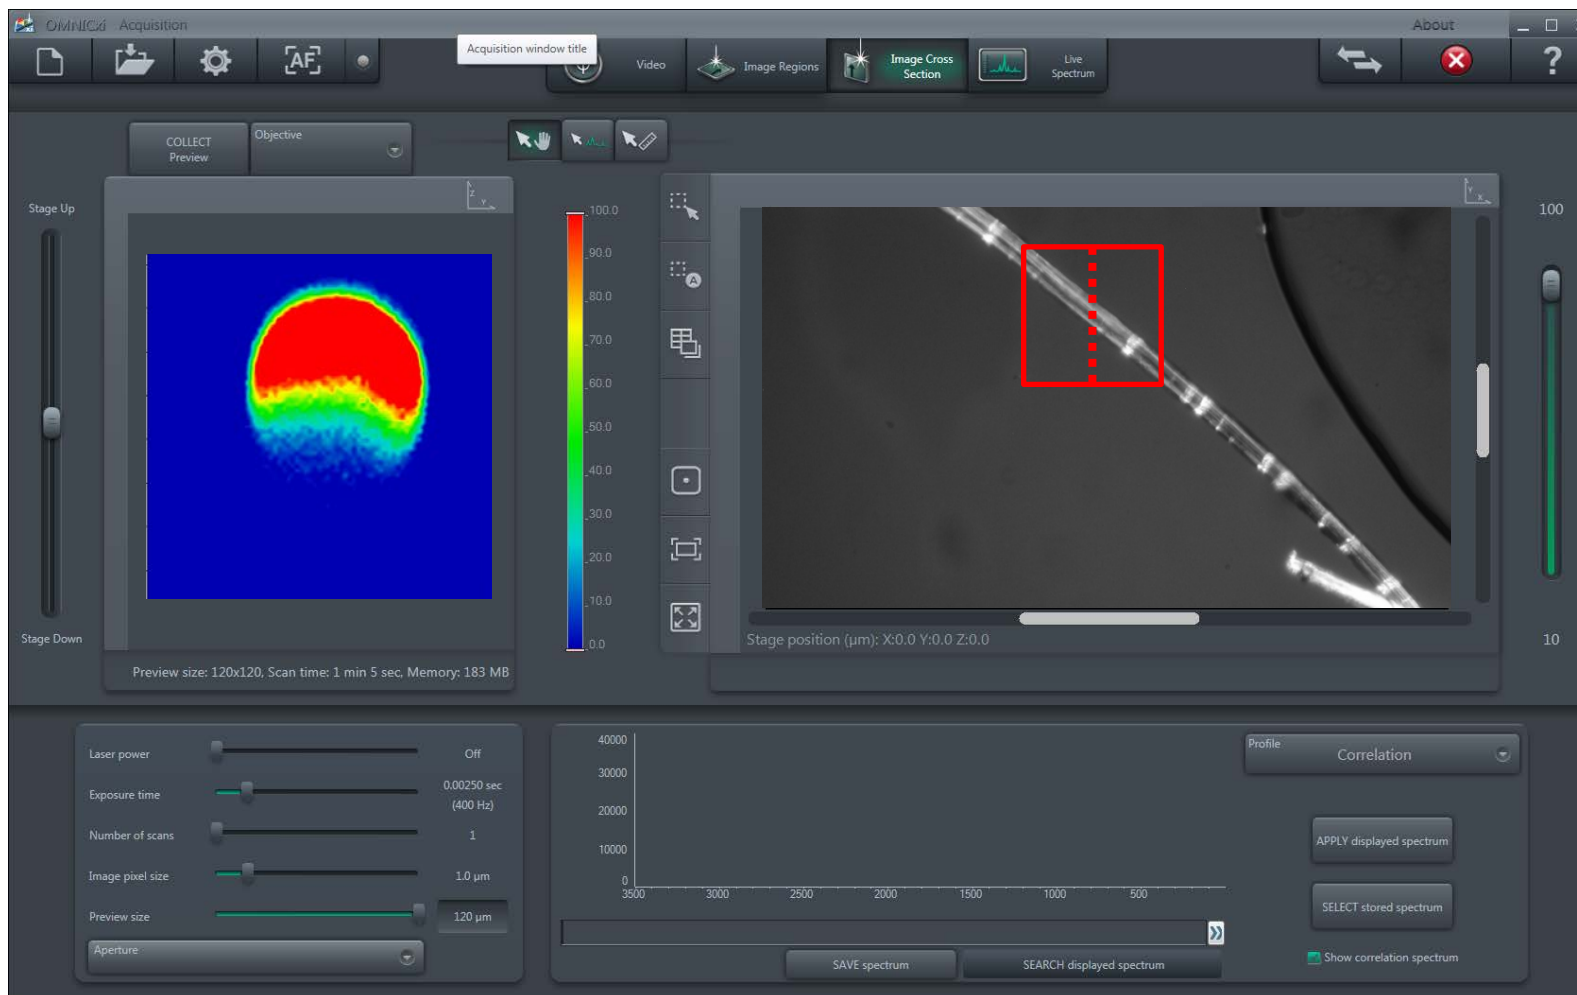 OMNICxi Acquisition
About
Acquisition window title
AF
Video
Image Regions
Image Cross
Section
Live
Spectrum
?
COLLECT
Preview
Objective
Stage Up
Z
Y
100.0
90.0
80.0
70.0
60.0
50.0
40.0
30.0
20.0
10.0
0.0
A
Y
X
100
Stage Down
Stage position (µm): X:0.0 Y:0.0 Z:0.0
10
Preview size: 120x120, Scan time: 1 min 5 sec, Memory: 183 MB
Laser power
Off
Exposure time
0.00250 sec
(400 Hz)
Number of scans
1
Image pixel size
1.0 µm
Preview size
120 µm
Aperture
40000
30000
20000
10000
0
3500 3000 2500 2000 1500 1000 500
SAVE spectrum
SEARCH displayed spectrum
Profile
Correlation
APPLY displayed spectrum
SELECT stored spectrum
Show correlation spectrum